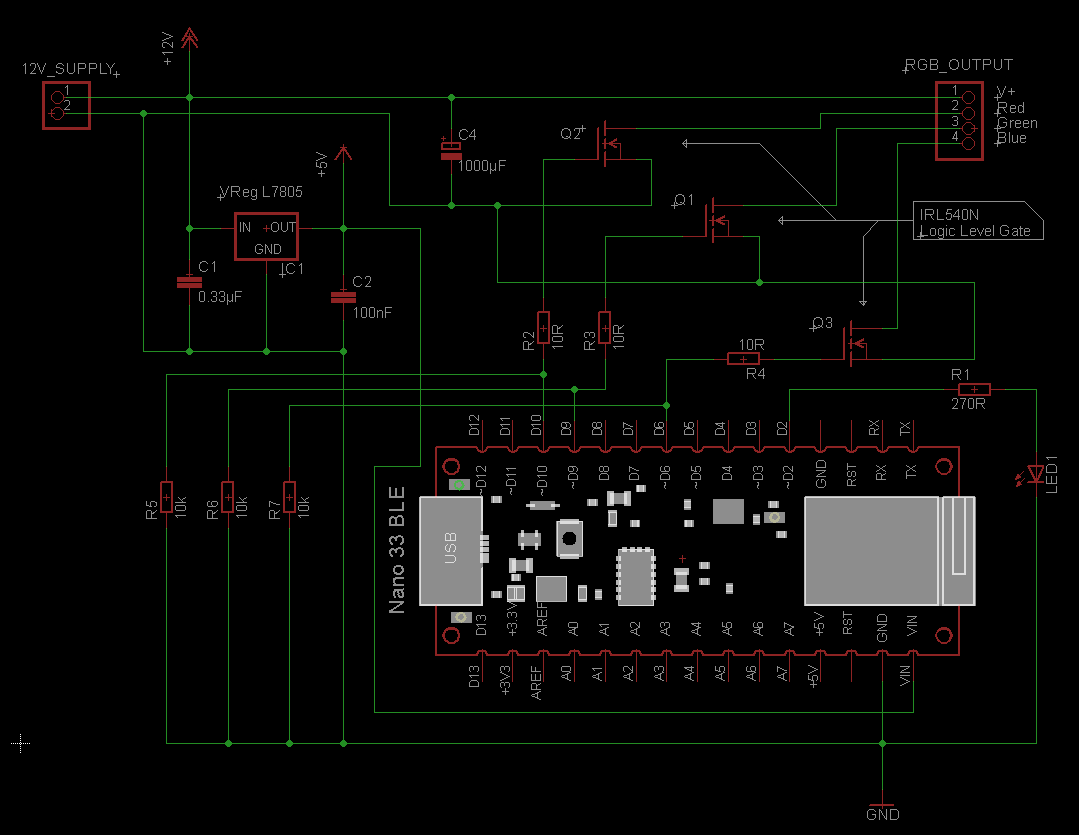 +12V
12V_SUPPLY
1
2
RGB_OUTPUT
1
2
3
4
V+
Red
Green
Blue
C4
1000µF
Q2
+5V
VReg L7805
IN
OUT
GND
IC1
C1
0.33µF
C2
100nF
Q1
IRL540N
Logic Level Gate
Q3
R2
10R
R3
10R
10R
R4
R1
270R
D12
D11
D10
D9
D8
D7
D6
D5
D4
D3
D2
GND
RST
RX
TX
RX
TX
~D12
~D11
~D10
~D9
D8
D7
~D6
~D5
D4
~D3
~D2
LED1
R5
10k
R6
10k
R7
10k
Nano 33 BLE
USB
D13
+3.3V
AREF
A0
A1
A2
A3
A4
A5
A6
A7
+5V
RST
GND
VIN
D13
+3V3
AREF
A0
A1
A2
A3
A4
A5
A6
A7
+5V
VIN
GND